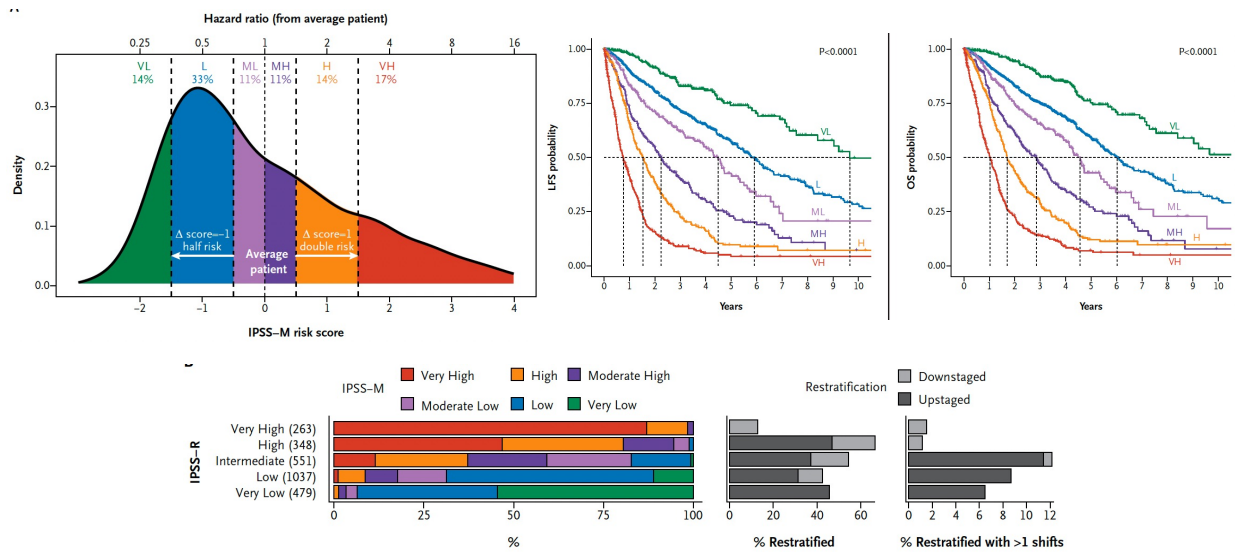 Hazard ratio (from average patient)
0.25 0.5 1 2 4 8 16
VL L ML MH H VH
14% 33% 11% 11% 14% 17%
0.3
0.2
0.1
0.0
Density
Δ score=−1
half risk
Average
patient
Δ score=1
double risk
−2 −1 0 1 2 3 4
IPSS–M risk score
P<0.0001
1.00
0.75
0.50
0.25
0.00
LFS probability
VL
L
ML
MH
H
VH
0 1 2 3 4 5 6 7 8 9 10
Years
P<0.0001
1.00
0.75
0.50
0.25
0.00
OS probability
VL
L
ML
MH
H
VH
0 1 2 3 4 5 6 7 8 9 10
Years
IPSS–M
Very High High Moderate High
Moderate Low Low Very Low
Restratification
Downstaged
Upstaged
IPSS–R
Very High (263)
High (348)
Intermediate (551)
Low (1037)
Very Low (479)
0 25 50 75 100
%
0 20 40 60
% Restratified
0 2 4 6 8 10 12
% Restratified with >1 shifts